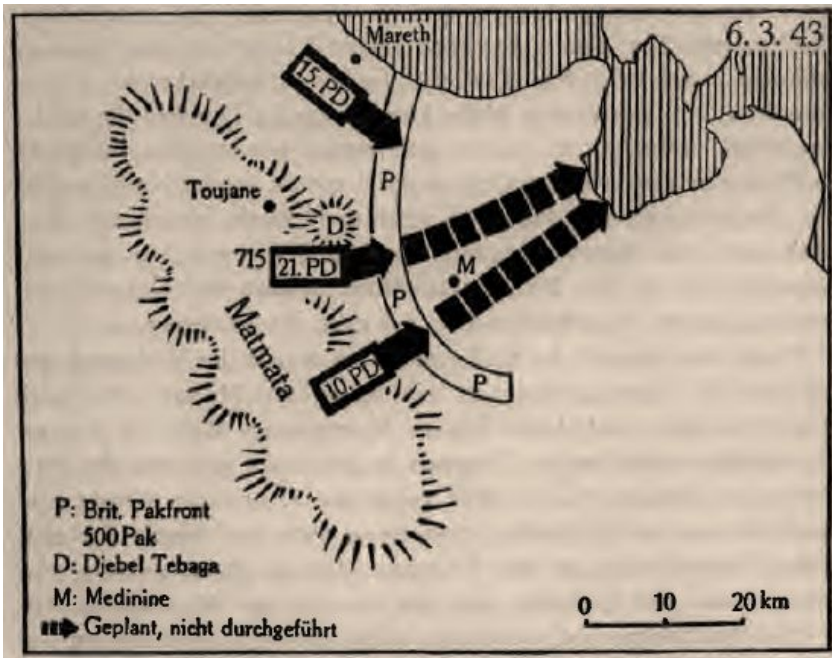 Mareth
6. 3. 43
15. PD
P
Toujane
D
715
21. PD
M
P
Matmata
10. PD
P
P: Brit. Pakfront
500 Pak
D: Djebel Tebaga
M: Medinine
Geplant, nicht durchgeführt
0 10 20 km